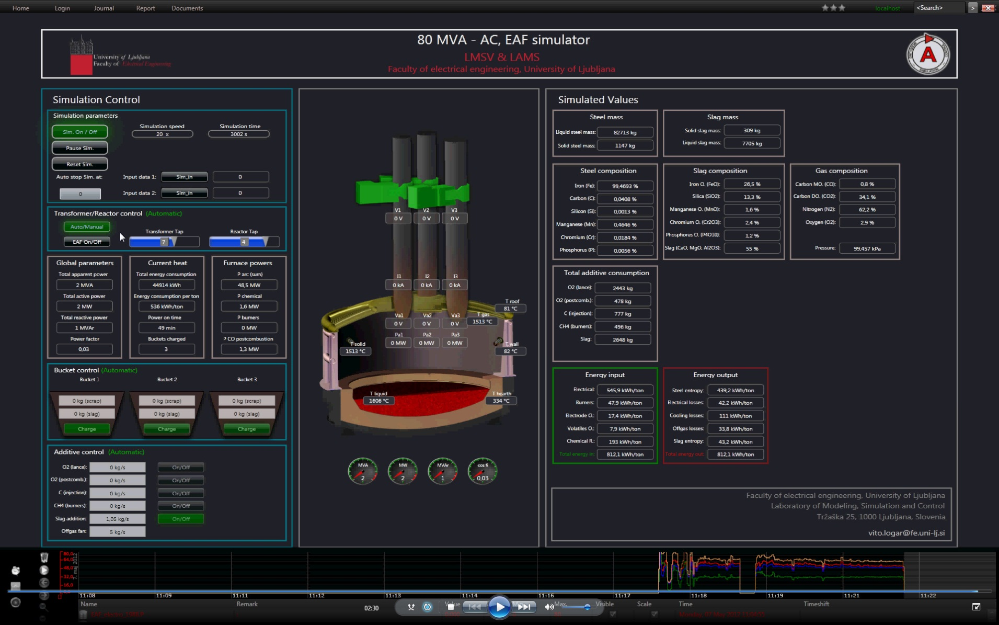 Home Login Journal Report Documents
localhost <Search> >
University of Ljubljana
Faculty of Electrical Engineering
80 MVA - AC, EAF simulator
LMSV & LAMS
Faculty of electrical engineering, University of Ljubljana
A
SIMULATION
Simulation Control
Simulation parameters
Sim. On / Off
Simulation speed Simulation time
20 x 3002 s
Pause Sim.
Reset Sim.
Auto stop Sim. at: Input data 1: Sim_in 0
0 Input data 2: Sim_in 0
Transformer/Reactor control (Automatic)
Auto/Manual
Transformer Tap Reactor Tap
EAF On/Off 7 4
Global parameters
Total apparent power
2 MVA
Total active power
2 MW
Total reactive power
1 MVAr
Power factor
0,03
Current heat
Total energy consumption
44914 kWh
Energy consumption per ton
536 kWh/ton
Power on time
49 min
Buckets charged
3
Furnace powers
P arc (sum)
48,5 MW
P chemical
1,6 MW
P burners
0 MW
P CO postcombustion
1,3 MW
Bucket control (Automatic)
Bucket 1 Bucket 2 Bucket 3
0 kg (scrap) 0 kg (scrap) 0 kg (scrap)
0 kg (slag) 0 kg (slag) 0 kg (slag)
Charge Charge Charge
Additive control (Automatic)
O2 (lance): 0 kg/s On/Off
O2 (postcomb.): 0 kg/s On/Off
C (injection): 0 kg/s On/Off
CH4 (burners): 0 kg/s On/Off
Slag addition: 1,05 kg/s On/Off
Offgas fan: 5 kg/s
V1 V2 V3
0 V 0 V 0 V
I1 I2 I3
0 kA 0 kA 0 kA
T roof
81 °C
Va1 Va2 Va3 T gas
0 V 0 V 0 V 1513 °C
Pa1 Pa2 Pa3
0 MW 0 MW 0 MW
T solid T wall
1513 °C 82 °C
T liquid T hearth
1606 °C 334 °C
MVA MW MVAr cos fi
2 2 1 0,03
Simulated Values
Steel mass
Liquid steel mass: 82713 kg
Solid steel mass: 1147 kg
Slag mass
Solid slag mass: 309 kg
Liquid slag mass: 7705 kg
Steel composition
Iron (Fe): 99,4693 %
Carbon (C): 0,0408 %
Silicon (Si): 0,0013 %
Manganese (Mn): 0,4646 %
Chromium (Cr): 0,0184 %
Phosphorus (P): 0,0056 %
Slag composition
Iron O. (FeO): 26,5 %
Silica (SiO2): 13,3 %
Manganese O. (MnO): 1,6 %
Chromium O. (Cr2O3): 2,4 %
Phosphorus O. (P4O10): 1,2 %
Slag (CaO, MgO, Al2O3): 55 %
Gas composition
Carbon MO. (CO): 0,8 %
Carbon DO. (CO2): 34,1 %
Nitrogen (N2): 62,2 %
Oxygen (O2): 2,9 %
Pressure: 99,457 kPa
Total additive consumption
O2 (lance): 2443 kg
O2 (postcomb.): 478 kg
C (injection): 777 kg
CH4 (burners): 496 kg
Slag: 2648 kg
Energy input
Electrical: 545,9 kWh/ton
Burners: 47,9 kWh/ton
Electrode O.: 17,4 kWh/ton
Volatiles O.: 7,9 kWh/ton
Chemical R.: 193 kWh/ton
Total energy in: 812,1 kWh/ton
Energy output
Steel entropy: 439,2 kWh/ton
Electrical losses: 42,2 kWh/ton
Cooling losses: 111 kWh/ton
Offgas losses: 33,8 kWh/ton
Slag entropy: 43,2 kWh/ton
Total energy out: 812,1 kWh/ton
Faculty of electrical engineering, University of Ljubljana
Laboratory of Modeling, Simulation and Control
Tržaška 25, 1000 Ljubljana, Slovenia
vito.logar@fe.uni-lj.si
80,0
64,0
48,0
32,0
16,0
7. maj 2012
11:08 11:09 11:11 11:12 11:13 11:14 11:16 11:17 11:18 11:19 11:21 11:22
Name Remark Value Max. Visible Scale Time Timeshift
02:30